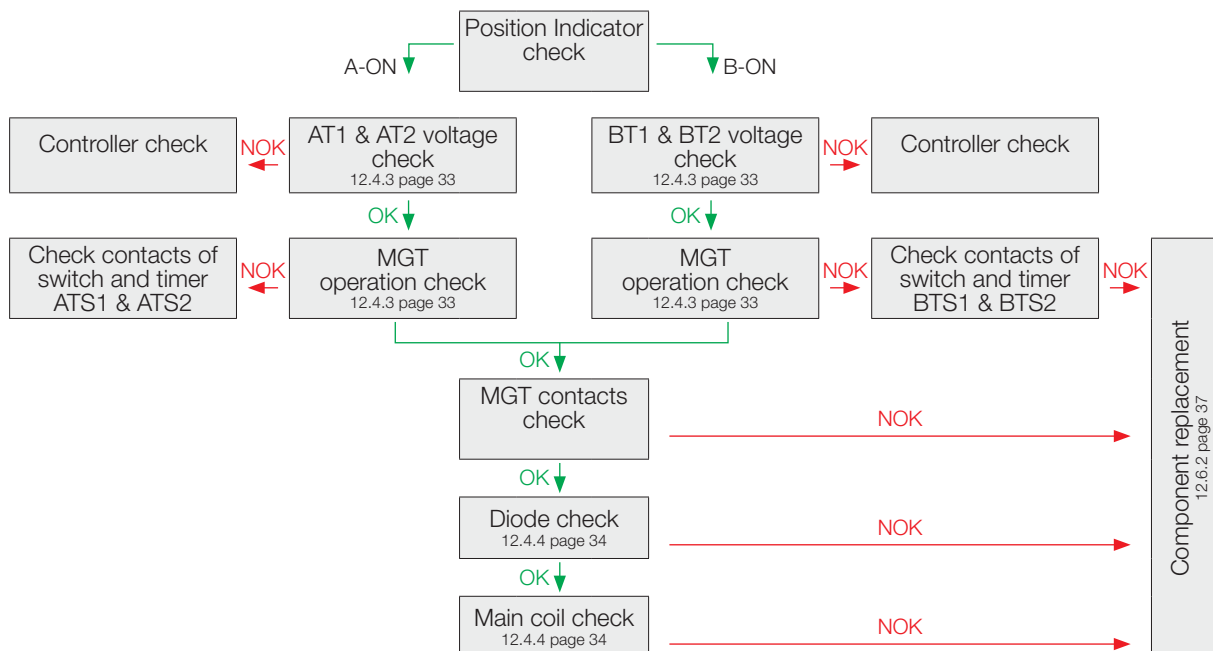 Position Indicator
check
A-ON
B-ON
Controller check
NOK
AT1 & AT2 voltage
check
12.4.3 page 33
BT1 & BT2 voltage
check
12.4.3 page 33
NOK
Controller check
OK
OK
Check contacts of
switch and timer
ATS1 & ATS2
NOK
MGT
operation check
12.4.3 page 33
MGT
operation check
12.4.3 page 33
NOK
Check contacts of
switch and timer
BTS1 & BTS2
NOK
OK
MGT contacts
check
NOK
OK
Diode check
12.4.4 page 34
NOK
OK
Main coil check
12.4.4 page 34
NOK
Component replacement
12.6.2 page 37